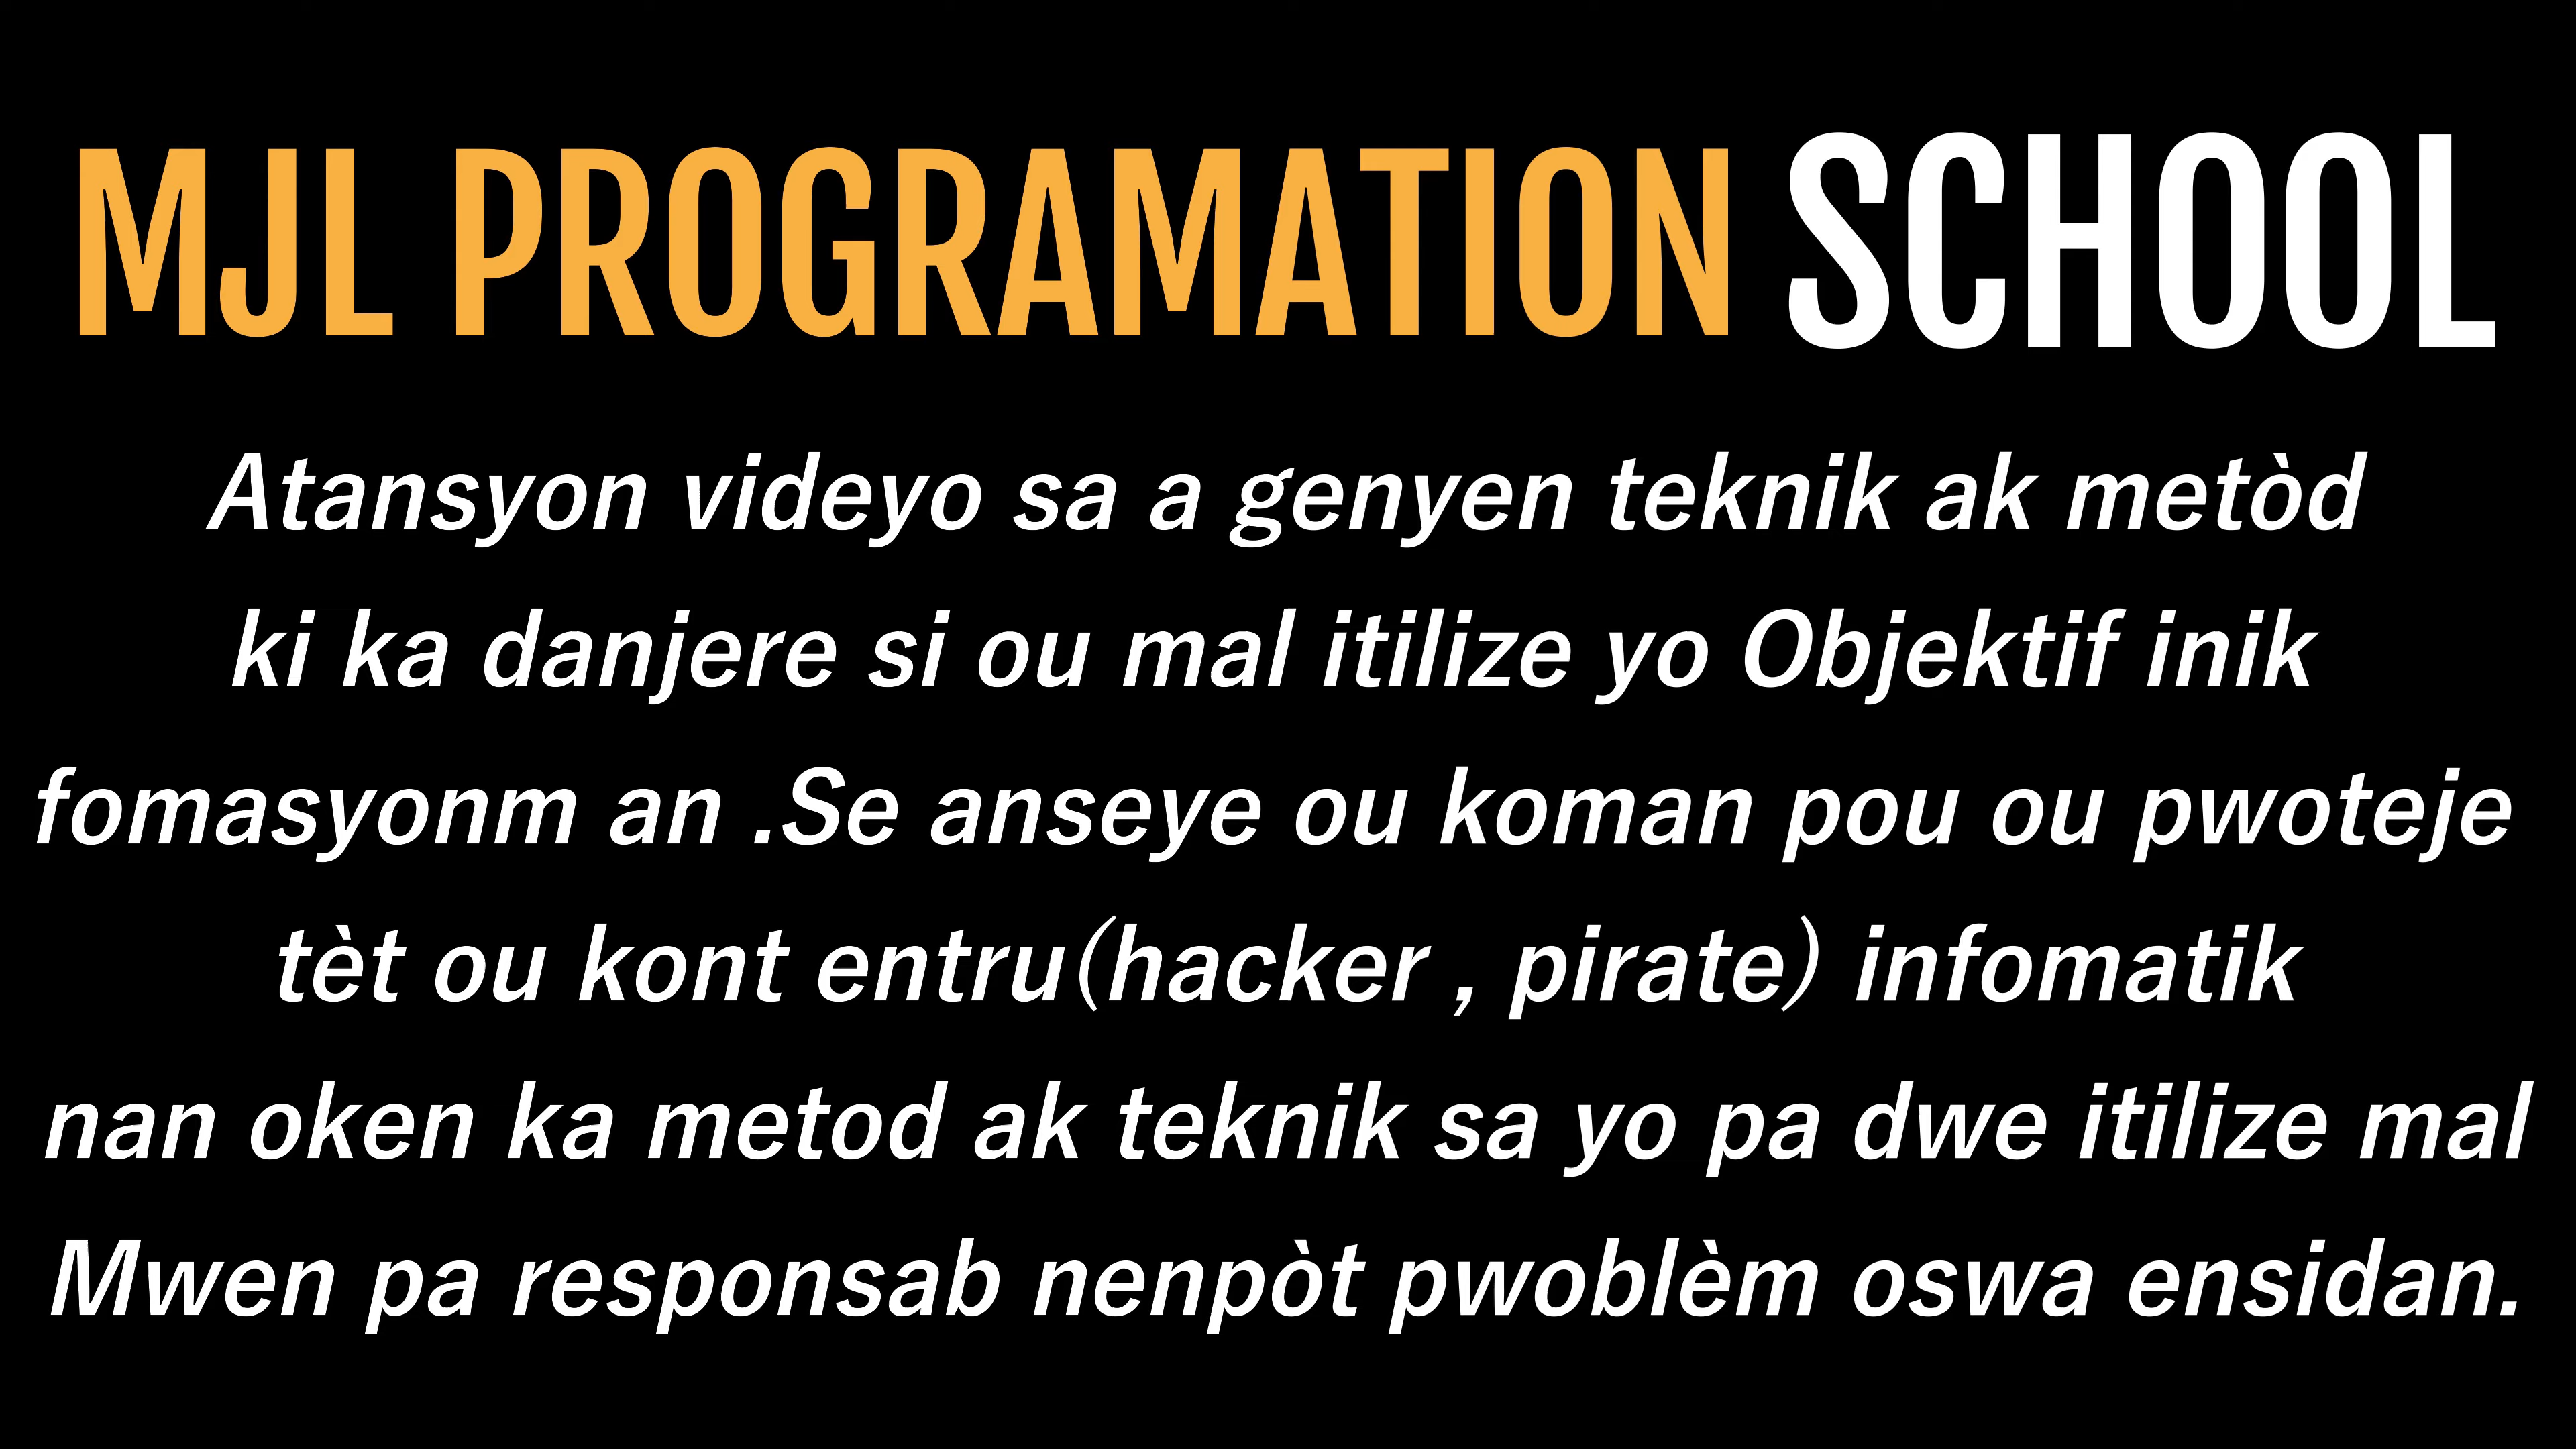 MJL PROGRAMATION SCHOOL
Atansyon videyo sa a genyen teknik ak metòd
ki ka danjere si ou mal itilize yo Objektif inik
fomasyonm an .Se anseye ou koman pou ou pwoteje
tèt ou kont entru(hacker , pirate) infomatik
nan oken ka metod ak teknik sa yo pa dwe itilize mal
Mwen pa responsab nenpòt pwoblèm oswa ensidan.